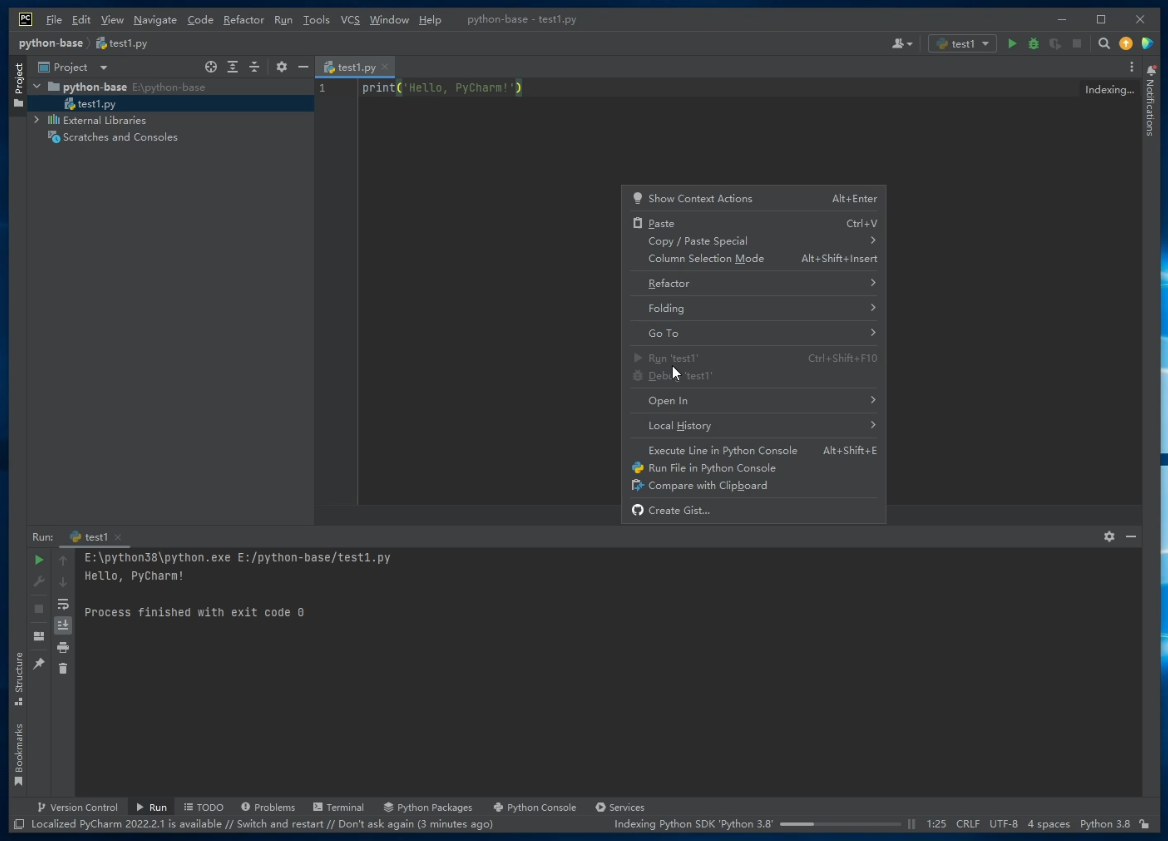 PC File Edit View Navigate Code Refactor Run Tools VCS Window Help python-base - test1.py
python-base test1.py test1
Project
Project
test1.py
python-base E:\python-base
test1.py
External Libraries
Scratches and Consoles
1 print('Hello, PyCharm!')
Indexing...
Notifications
Show Context Actions Alt+Enter
Paste Ctrl+V
Copy / Paste Special
Column Selection Mode Alt+Shift+Insert
Refactor
Folding
Go To
Run 'test1' Ctrl+Shift+F10
Debug 'test1'
Open In
Local History
Execute Line in Python Console Alt+Shift+E
Run File in Python Console
Compare with Clipboard
Create Gist...
Run: test1
E:\python38\python.exe E:/python-base/test1.py
Hello, PyCharm!
Process finished with exit code 0
Structure
Bookmarks
Version Control Run TODO Problems Terminal Python Packages Python Console Services
Localized PyCharm 2022.2.1 is available // Switch and restart // Don't ask again (3 minutes ago) Indexing Python SDK 'Python 3.8' 1:25 CRLF UTF-8 4 spaces Python 3.8